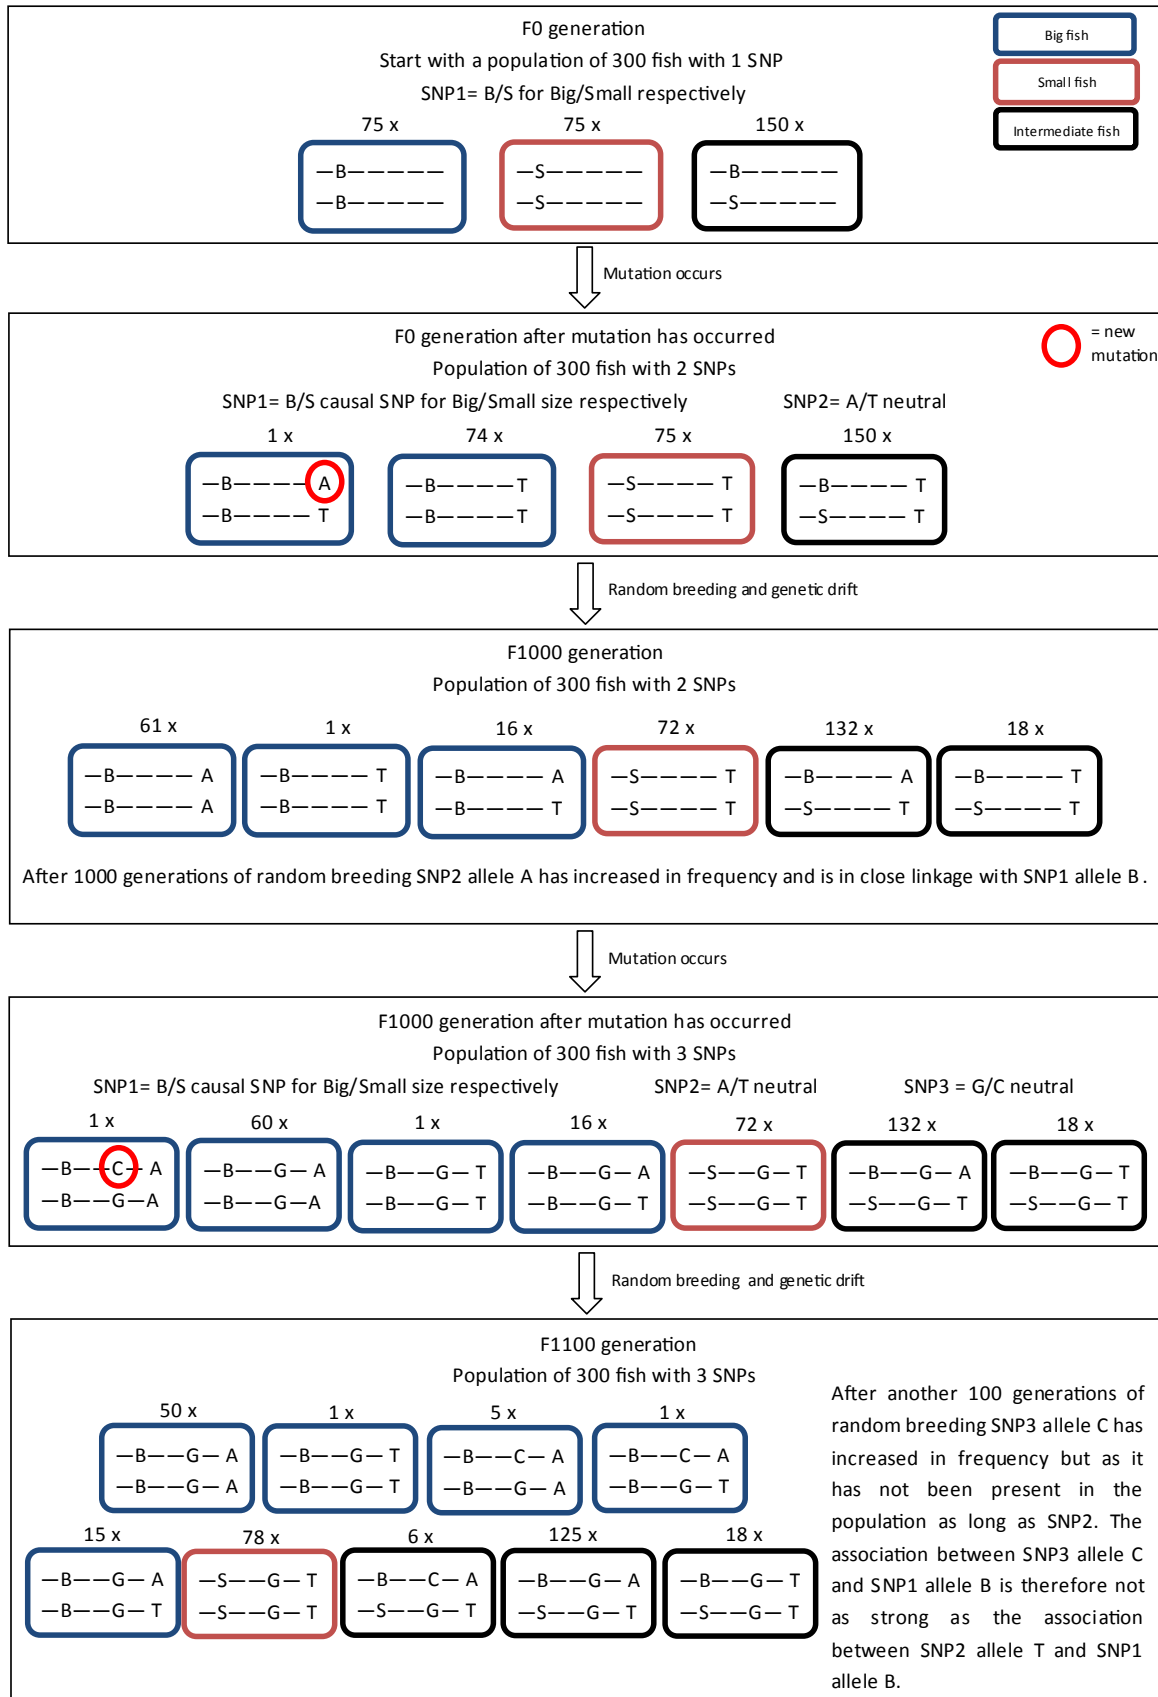 F0 generation
Start with a population of 300 fish with 1 SNP
SNP1= B/S for Big/Small respectively
Big fish
Small fish
Intermediate fish
75 x 75 x 150 x
—B————— —S————— —B—————
—B————— —S————— —S—————
Mutation occurs
F0 generation after mutation has occurred
Population of 300 fish with 2 SNPs
= new
mutation
SNP1= B/S causal SNP for Big/Small size respectively SNP2= A/T neutral
1 x 74 x 75 x 150 x
—B———— A —B————T —S———— T —B———— T
—B———— T —B————T —S———— T —S———— T
Random breeding and genetic drift
F1000 generation
Population of 300 fish with 2 SNPs
61 x 1 x 16 x 72 x 132 x 18 x
—B———— A —B———— T —B———— A —S———— T —B———— A —B———— T
—B———— A —B———— T —B———— T —S———— T —S———— T —S———— T
After 1000 generations of random breeding SNP2 allele A has increased in frequency and is in close linkage with SNP1 allele B.
Mutation occurs
F1000 generation after mutation has occurred
Population of 300 fish with 3 SNPs
SNP1= B/S causal SNP for Big/Small size respectively SNP2= A/T neutral SNP3 = G/C neutral
1 x 60 x 1 x 16 x 72 x 132 x 18 x
—B——C— A —B——G— A —B——G— T —B——G— A —S——G— T —B——G— A —B——G— T
—B——G— A —B——G— A —B——G— T —B——G— T —S——G— T —S——G— T —S——G— T
Random breeding and genetic drift
F1100 generation
Population of 300 fish with 3 SNPs
50 x 1 x 5 x 1 x
—B——G— A —B——G— T —B——C— A —B——C— A
—B——G— A —B——G— T —B——G— A —B——G— T
15 x 78 x 6 x 125 x 18 x
—B——G— A —S——G— T —B——C— A —B——G— A —B——G— T
—B——G— T —S——G— T —S——G— T —S——G— T —S——G— T
After another 100 generations of
random breeding SNP3 allele C has
increased in frequency but as it
has not been present in the
population as long as SNP2. The
association between SNP3 allele C
and SNP1 allele B is therefore not
as strong as the association
between SNP2 allele T and SNP1
allele B.